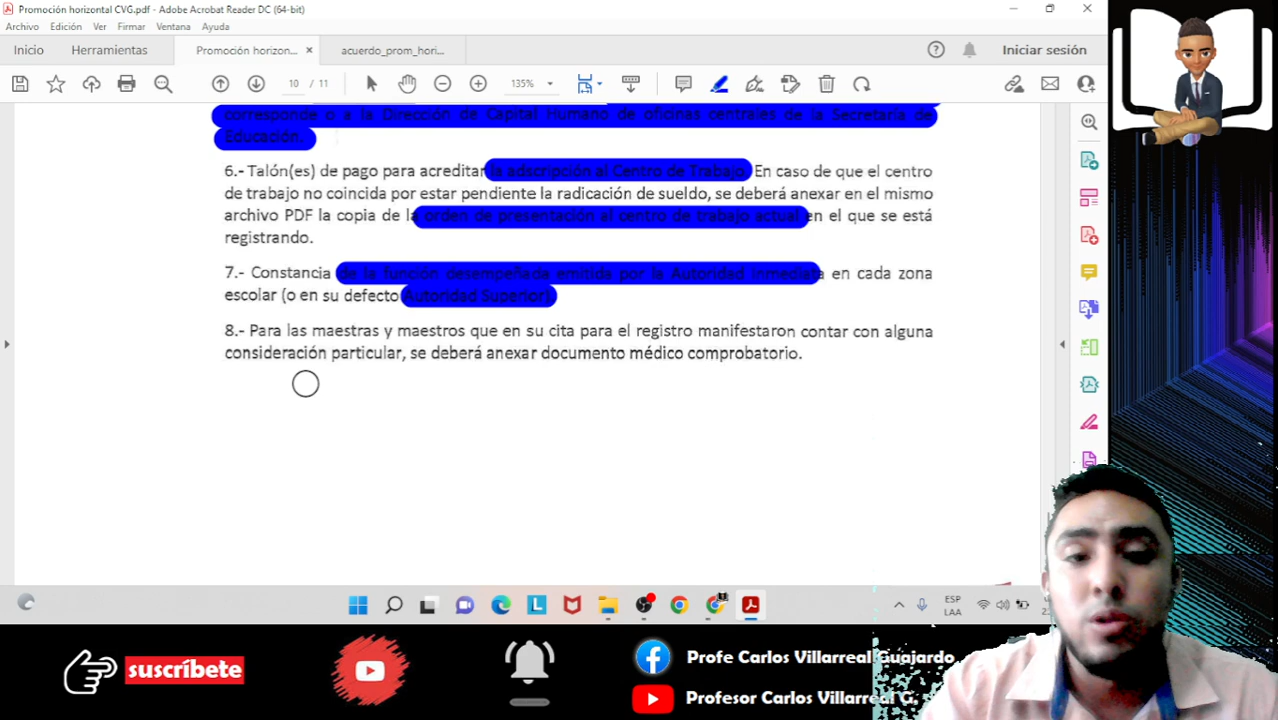 Promoción horizontal CVG.pdf - Adobe Acrobat Reader DC (64-bit)
Archivo Edición Ver Firmar Ventana Ayuda
Inicio Herramientas Promoción horizon... × acuerdo_prom_hori... Iniciar sesión
10 / 11 135%
corresponde o a la Dirección de Capital Humano de oficinas centrales de la Secretaría de
Educación.
6.- Talón(es) de pago para acreditar la adscripción al Centro de Trabajo. En caso de que el centro
de trabajo no coincida por estar pendiente la radicación de sueldo, se deberá anexar en el mismo
archivo PDF la copia de la orden de presentación al centro de trabajo actual en el que se está
registrando.
7.- Constancia de la función desempeñada emitida por la Autoridad Inmediata en cada zona
escolar (o en su defecto Autoridad Superior)
8.- Para las maestras y maestros que en su cita para el registro manifestaron contar con alguna
consideración particular, se deberá anexar documento médico comprobatorio.
ESP
LAA
suscríbete
Profe Carlos Villarreal Guajardo
Profesor Carlos Villarreal G.